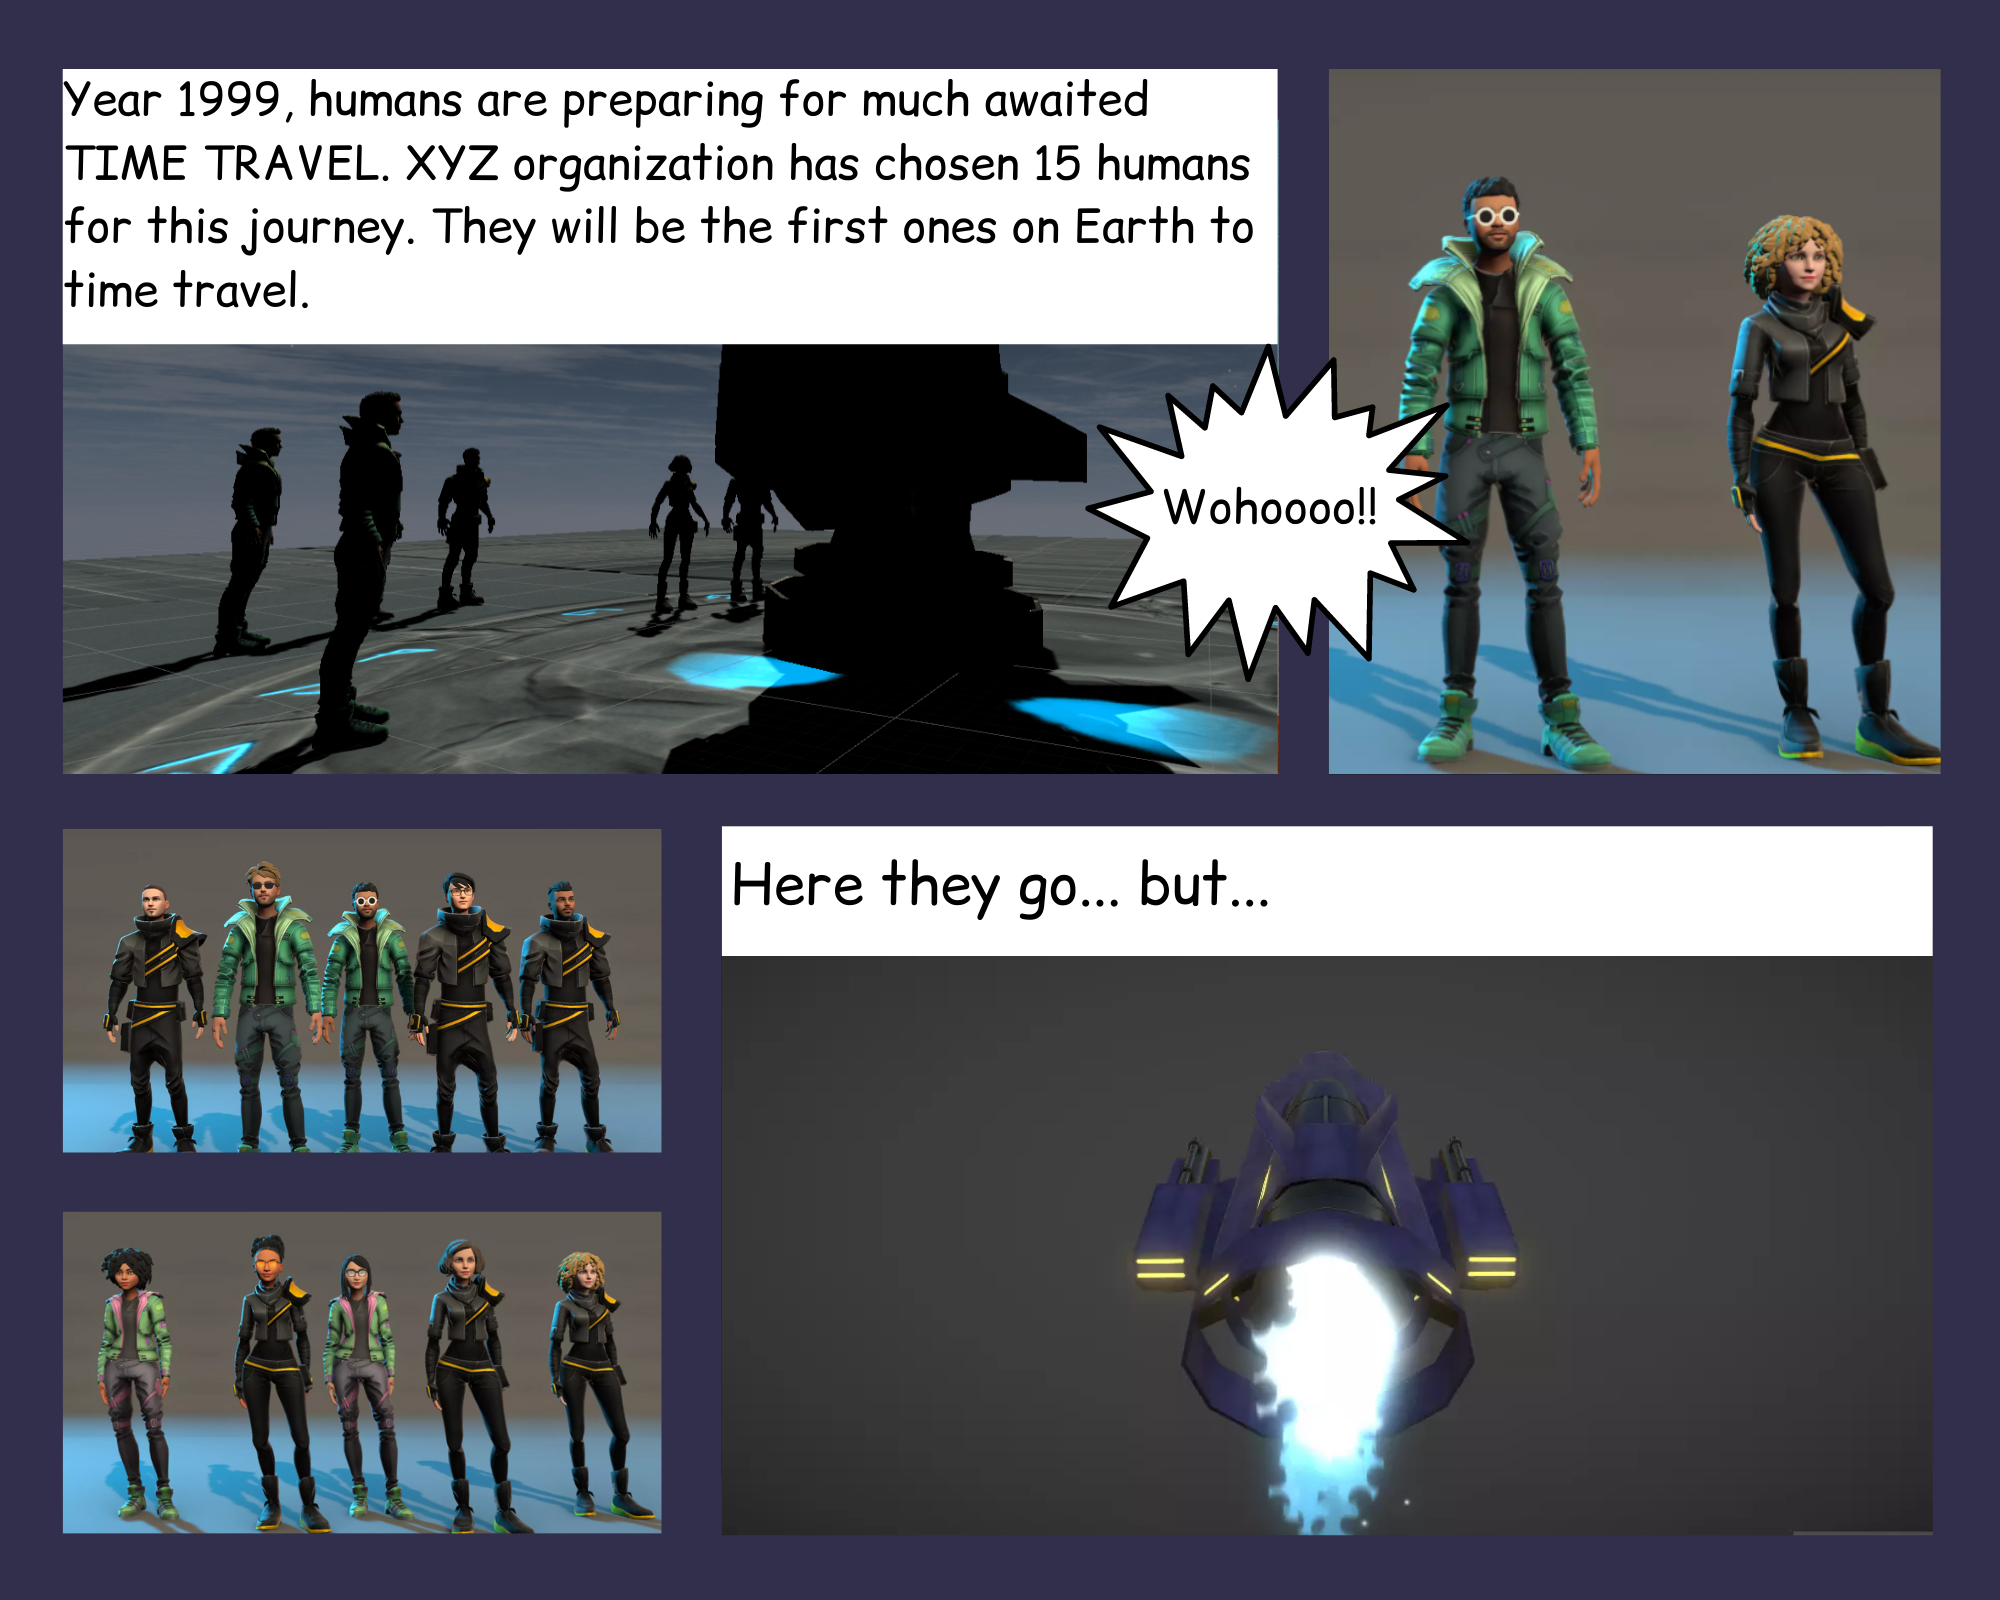 Year 1999, humans are preparing for much awaited
TIME TRAVEL. XYZ organization has chosen 15 humans
for this journey. They will be the first ones on Earth to
time travel.
Wohoooo!!
Here they go... but...